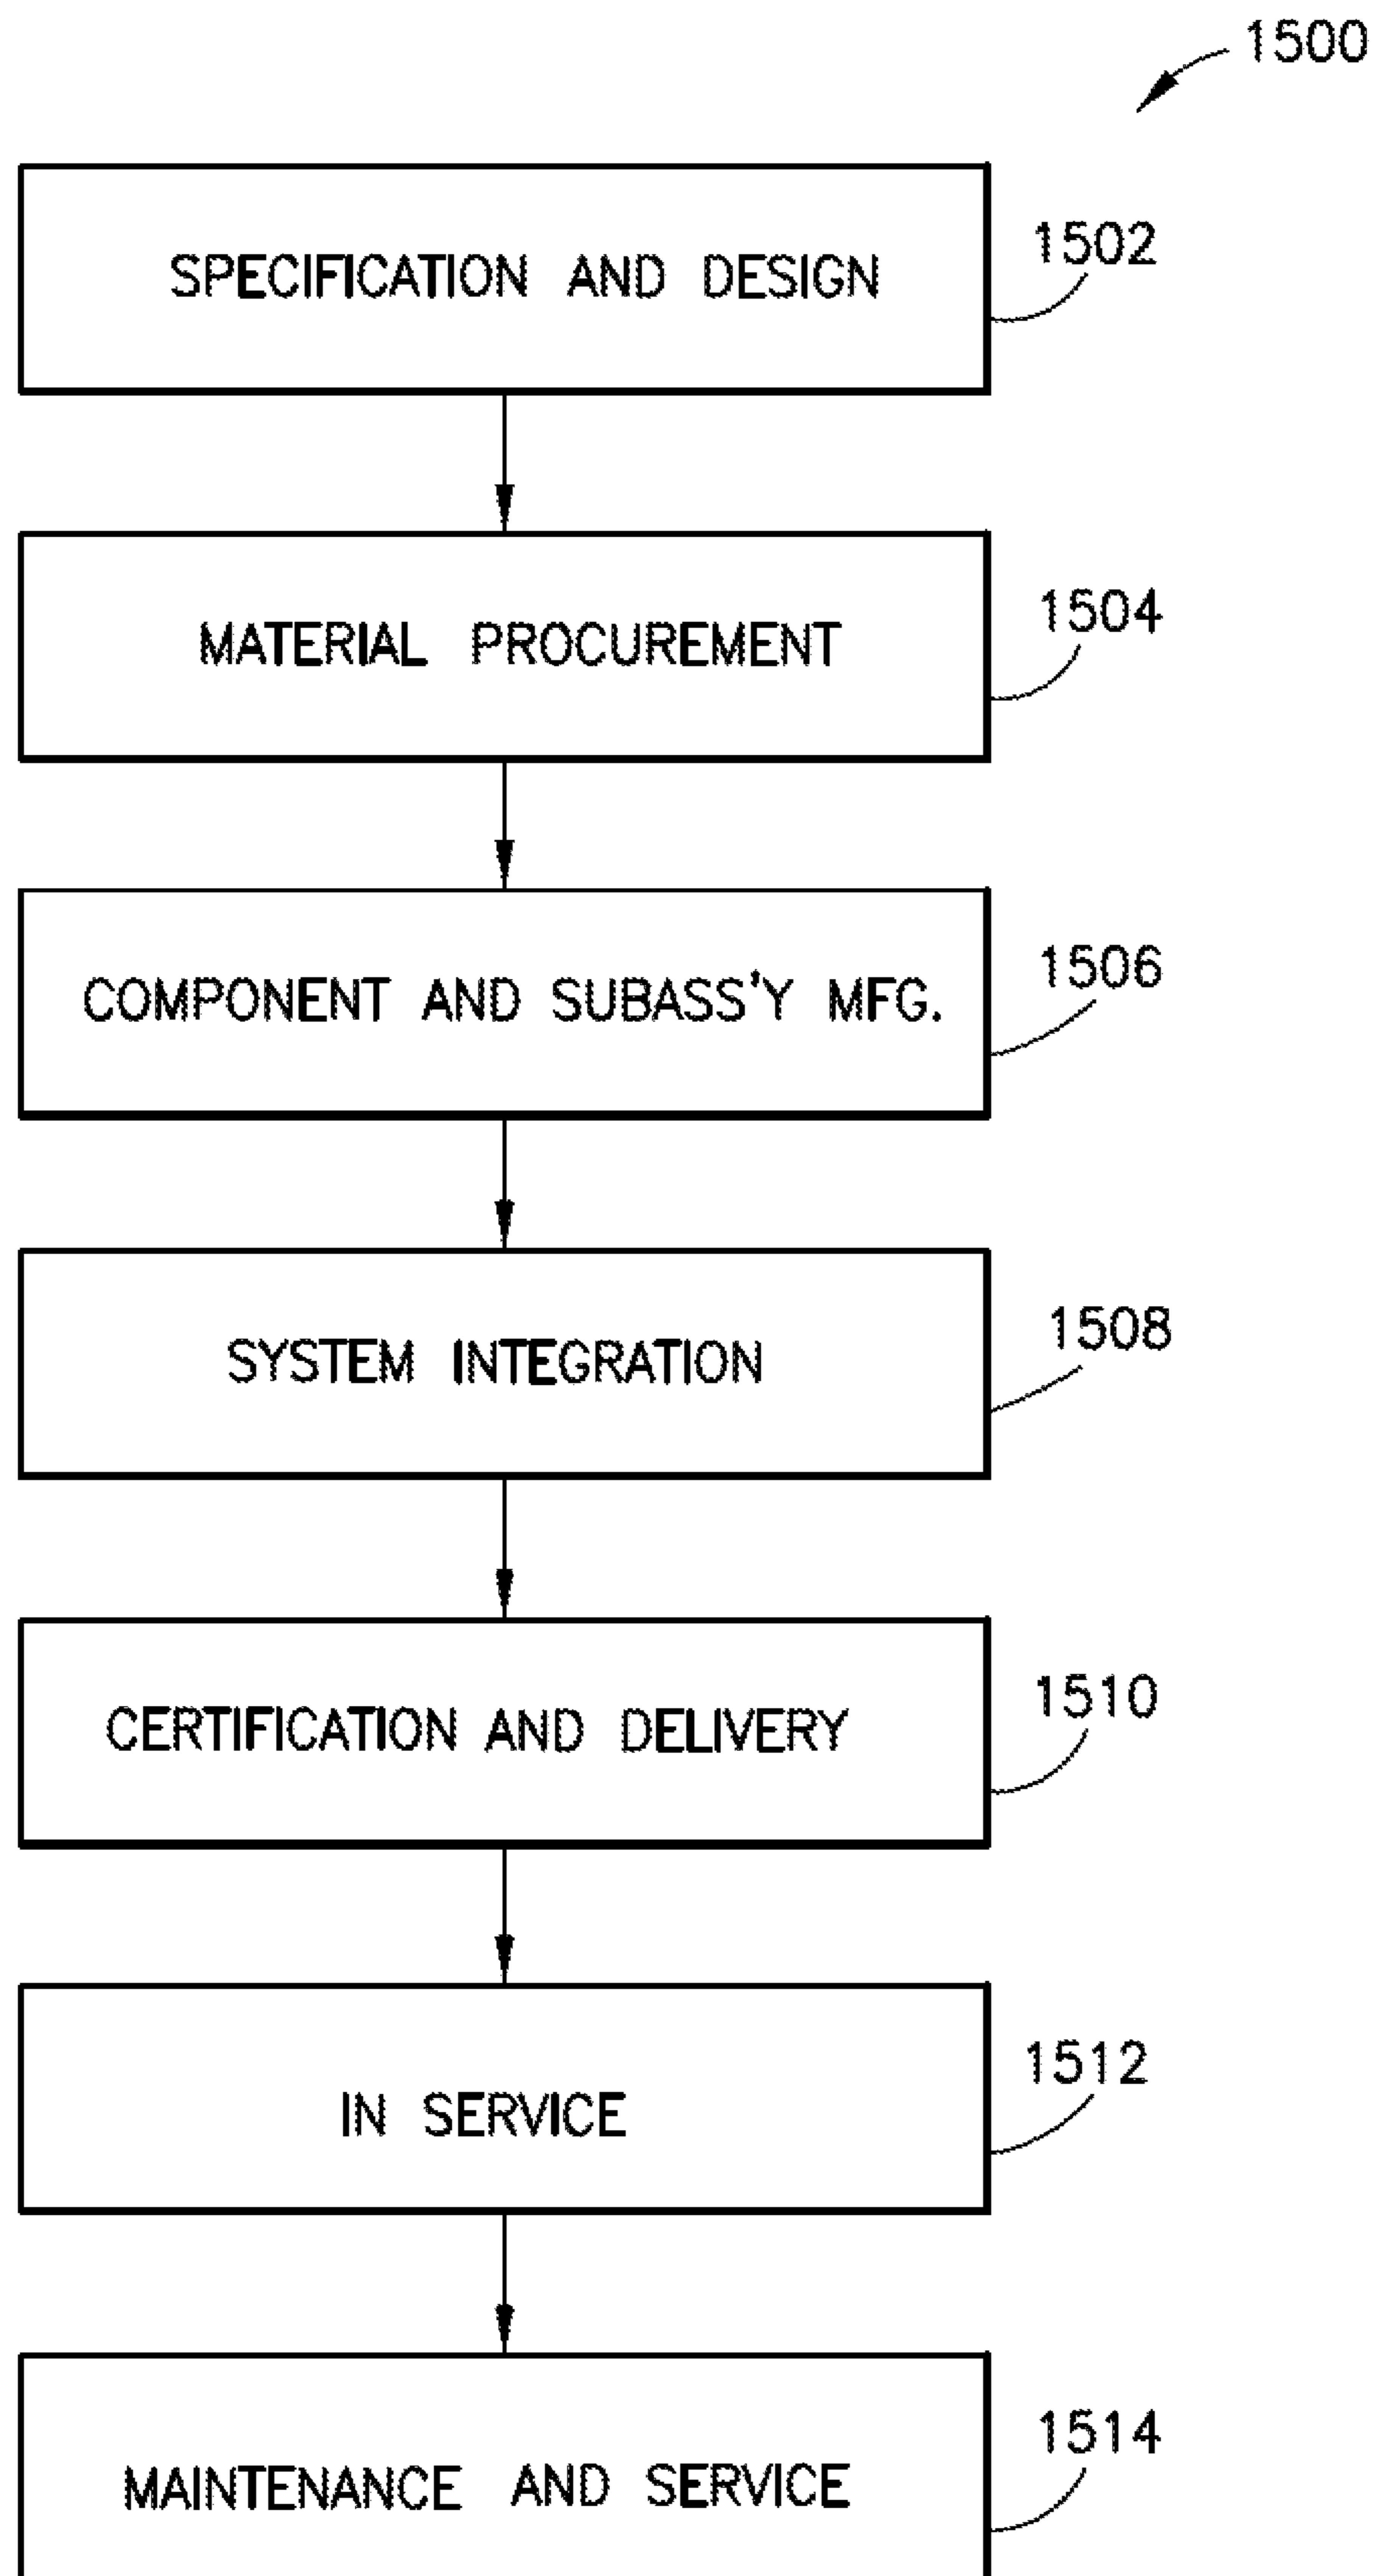 1500
SPECIFICATION AND DESIGN
1502
MATERIAL PROCUREMENT
1504
COMPONENT AND SUBASS'Y MFG.
1506
SYSTEM INTEGRATION
1508
CERTIFICATION AND DELIVERY
1510
IN SERVICE
1512
MAINTENANCE AND SERVICE
1514